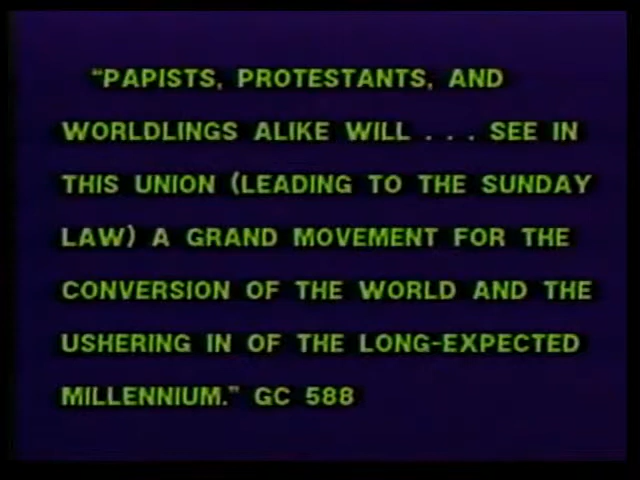 “PAPISTS, PROTESTANTS, AND
WORLDLINGS ALIKE WILL . . . SEE IN
THIS UNION (LEADING TO THE SUNDAY
LAW) A GRAND MOVEMENT FOR THE
CONVERSION OF THE WORLD AND THE
USHERING IN OF THE LONG-EXPECTED
MILLENNIUM.” GC 588